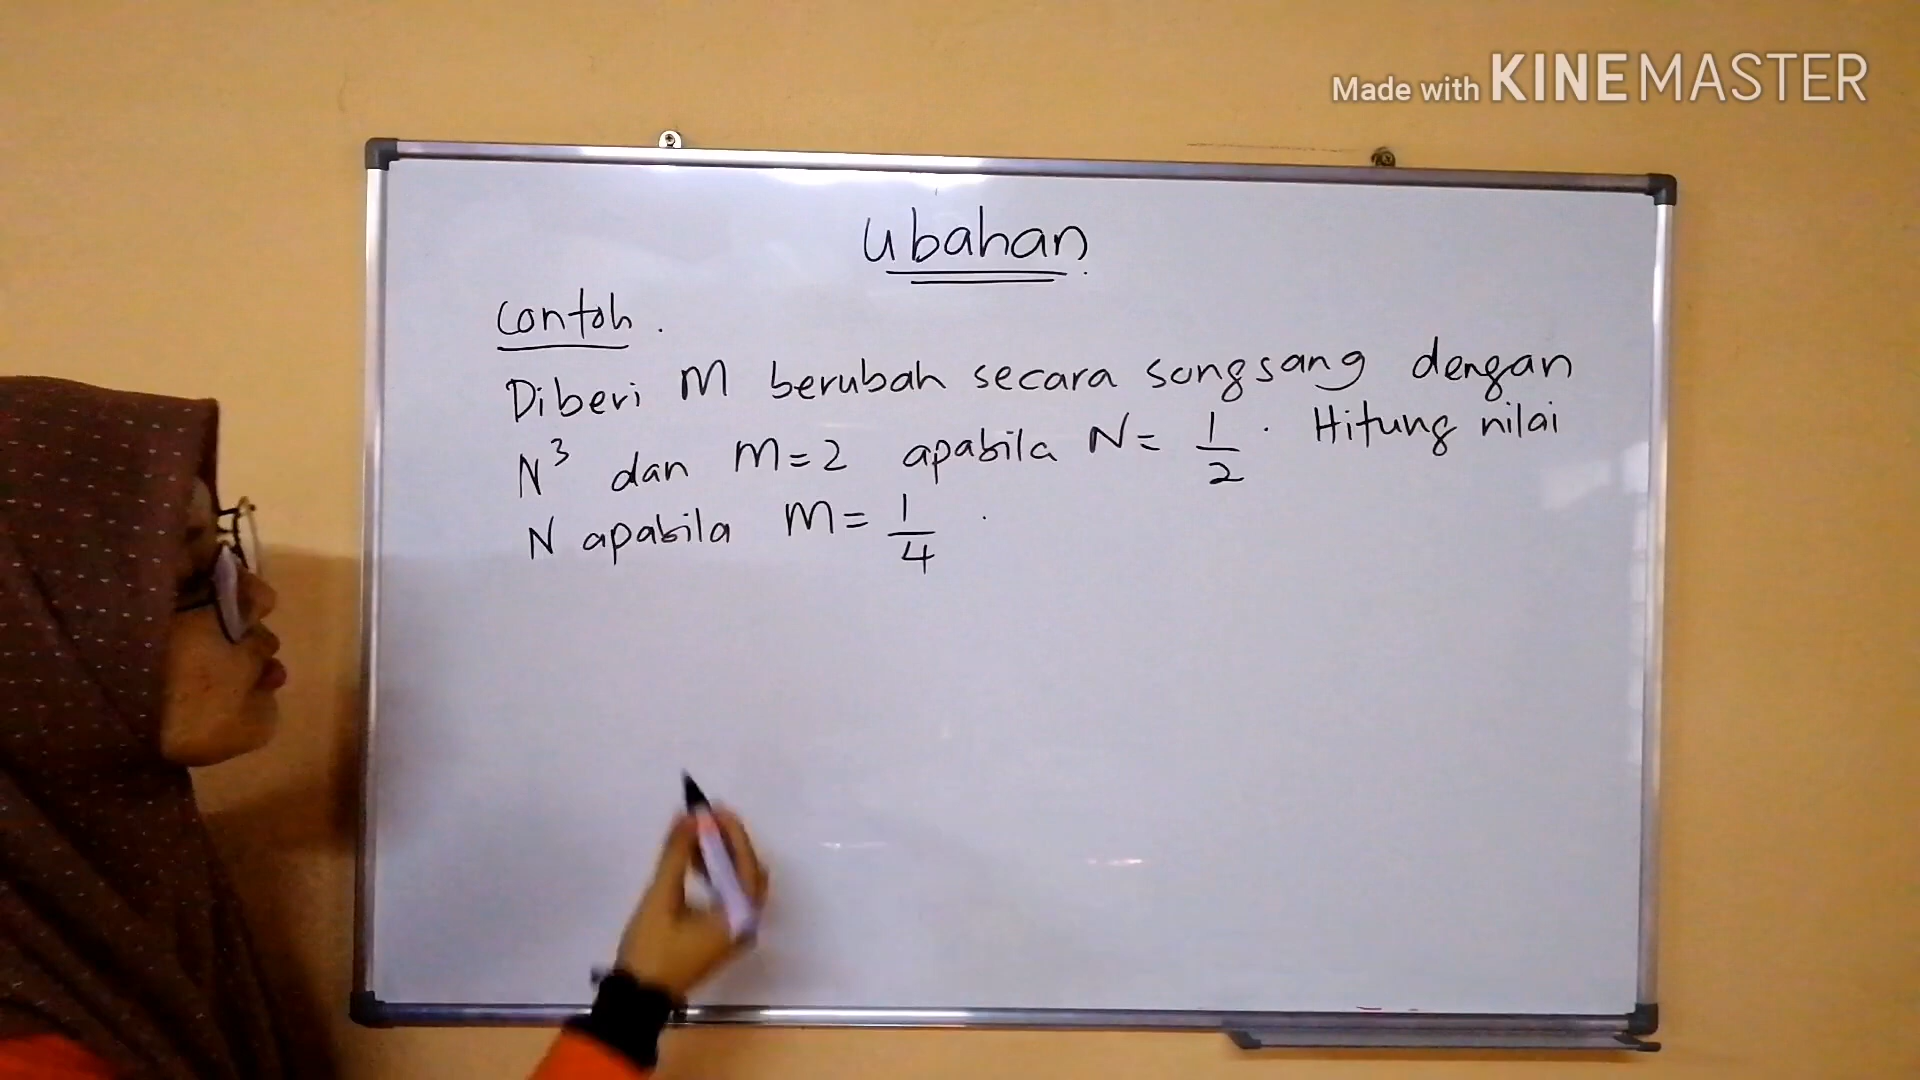 Made with KINEMASTER
Ubahan
Contoh.
Diberi M berubah secara songsang dengan
N³ dan M=2 apabila N= 1/2. Hitung nilai
N apabila M= 1/4.